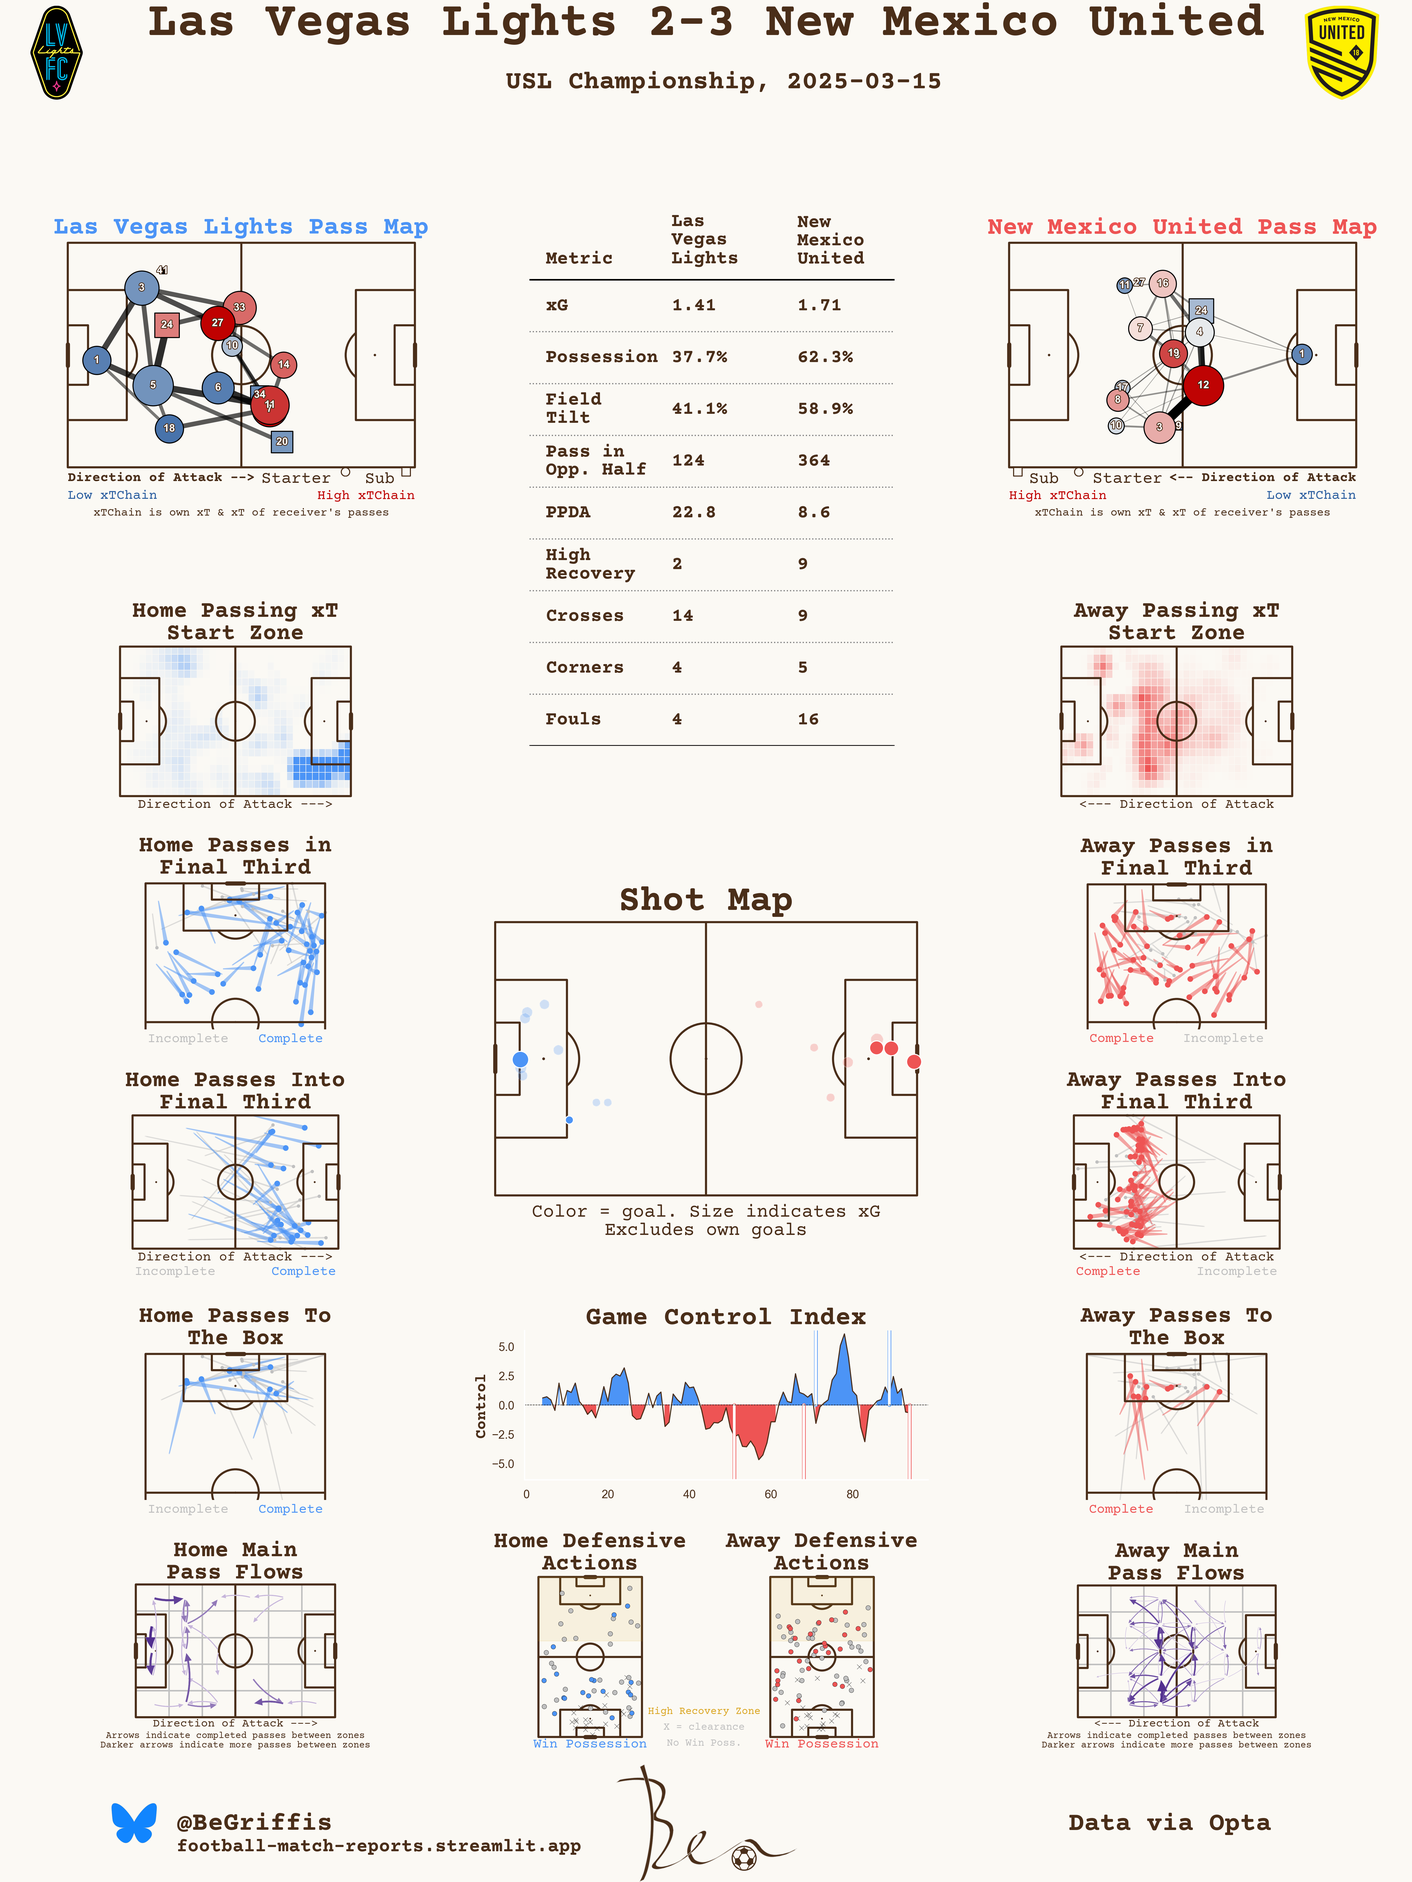 Las Vegas Lights 2-3 New Mexico United
USL Championship, 2025-03-15
LV
Lights
FC
NEW MEXICO
UNITED
18
Las Vegas Lights Pass Map
41
3
33
24
27
10
1
14
5
6
34
11
18
20
Direction of Attack --> Starter Sub
Low xTChain High xTChain
xTChain is own xT & xT of receiver's passes
Metric Las Vegas Lights New Mexico United
xG 1.41 1.71
Possession 37.7% 62.3%
Field Tilt 41.1% 58.9%
Pass in Opp. Half 124 364
PPDA 22.8 8.6
High Recovery 2 9
Crosses 14 9
Corners 4 5
Fouls 4 16
New Mexico United Pass Map
11 27 16
24
7 4
19 1
17 12
8
10 3 9
Sub Starter <-- Direction of Attack
High xTChain Low xTChain
xTChain is own xT & xT of receiver's passes
Home Passing xT
Start Zone
Direction of Attack --->
Away Passing xT
Start Zone
<--- Direction of Attack
Home Passes in
Final Third
Incomplete Complete
Away Passes in
Final Third
Complete Incomplete
Shot Map
Color = goal. Size indicates xG
Excludes own goals
Home Passes Into
Final Third
Direction of Attack --->
Incomplete Complete
Away Passes Into
Final Third
<--- Direction of Attack
Complete Incomplete
Home Passes To
The Box
Incomplete Complete
Game Control Index
Control
5.0
2.5
0.0
−2.5
−5.0
0 20 40 60 80
Away Passes To
The Box
Complete Incomplete
Home Main
Pass Flows
Direction of Attack --->
Arrows indicate completed passes between zones
Darker arrows indicate more passes between zones
Home Defensive
Actions
Win Possession
Away Defensive
Actions
Win Possession
High Recovery Zone
X = clearance
No Win Poss.
Away Main
Pass Flows
<--- Direction of Attack
Arrows indicate completed passes between zones
Darker arrows indicate more passes between zones
@BeGriffis
football-match-reports.streamlit.app
Ben
Data via Opta